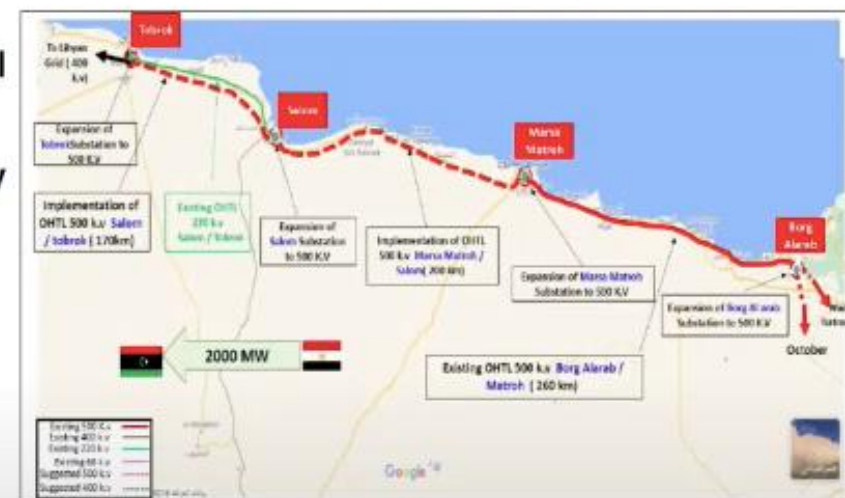 Tobrok
To Libyan
Grid ( 400
k.v)
Expansion of
TobrokSubstation to
500 K.V
Implementation of
OHTL 500 k.v Salom
/ tobrok ( 170km)
Existing OHTL
220 k.v
Salom / Tobrok
Salom
Expansion of
Salom Substation
to 500 K.V
Implementation of OHTL
500 k.v Marsa Matroh /
Salom( 200 km)
Marsa
Matroh
Expansion of Marsa Matroh
Substation to 500 K.V
Borg
Alarab
Expansion of Borg Al arab
Substation to 500 K.V
October
Existing OHTL 500 k.v Borg Alarab /
Matroh ( 260 km)
2000 MW
Existing 500 K.v
Existing 400 k.v
Existing 220 k.v
Existing 66 k.v
Suggested 500 k.v
Suggested 400 k.v
Google